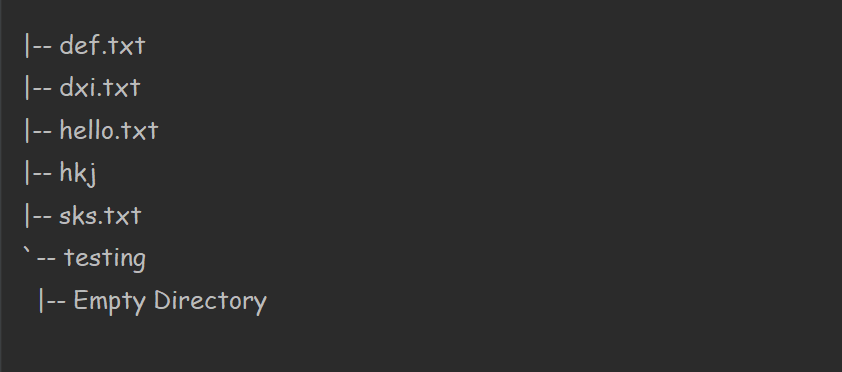 |-- def.txt
|-- dxi.txt
|-- hello.txt
|-- hkj
|-- sks.txt
`-- testing
  |-- Empty Directory